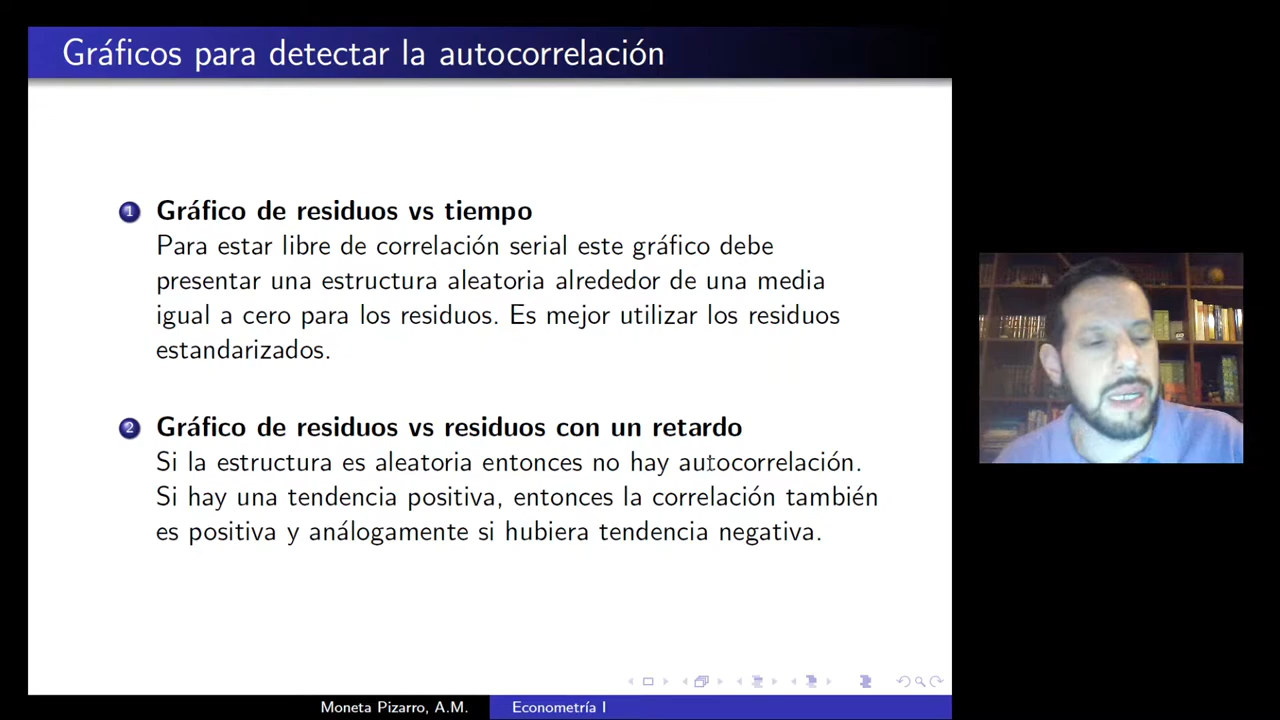 Gráficos para detectar la autocorrelación
1 Gráfico de residuos vs tiempo
Para estar libre de correlación serial este gráfico debe
presentar una estructura aleatoria alrededor de una media
igual a cero para los residuos. Es mejor utilizar los residuos
estandarizados.
2 Gráfico de residuos vs residuos con un retardo
Si la estructura es aleatoria entonces no hay autocorrelación.
Si hay una tendencia positiva, entonces la correlación también
es positiva y análogamente si hubiera tendencia negativa.
Moneta Pizarro, A.M.
Econometría I